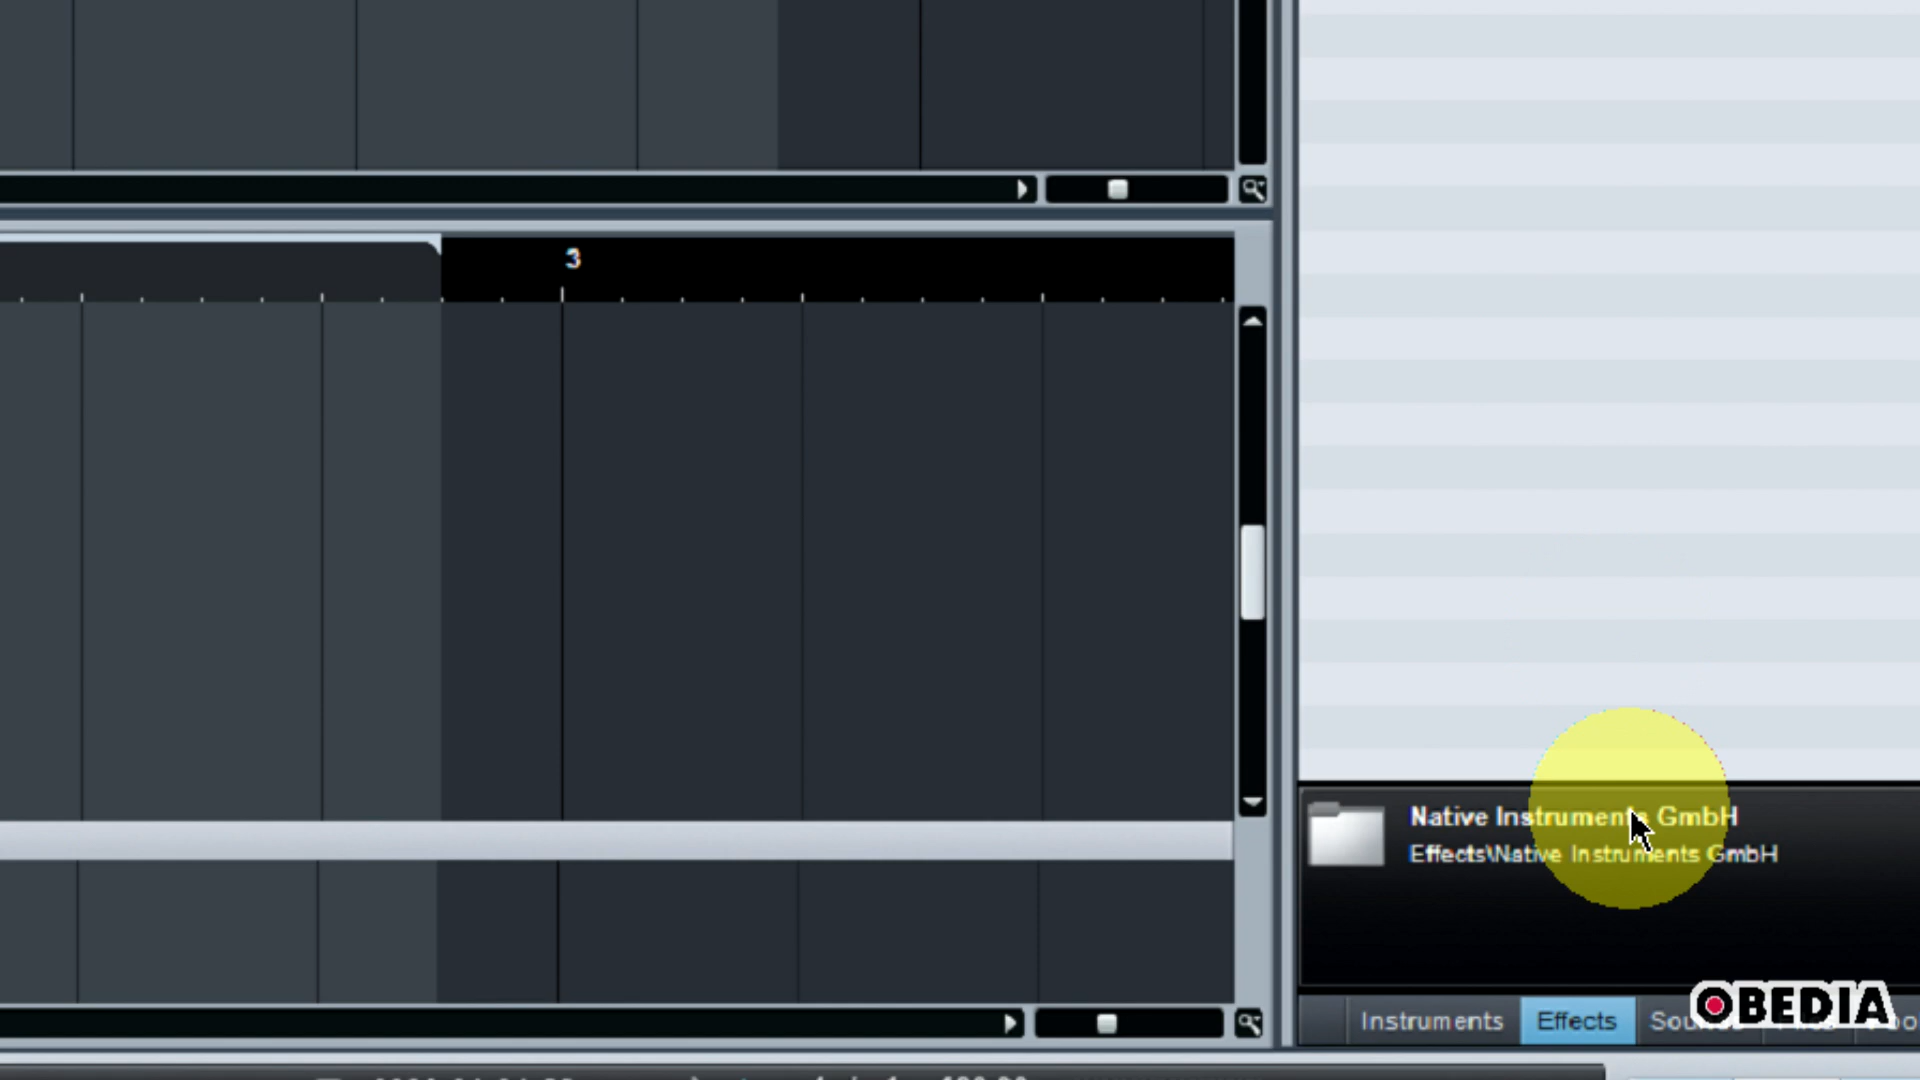 3
Native Instruments GmbH
Effects\Native Instruments GmbH
Instruments
Effects
OBEDIA